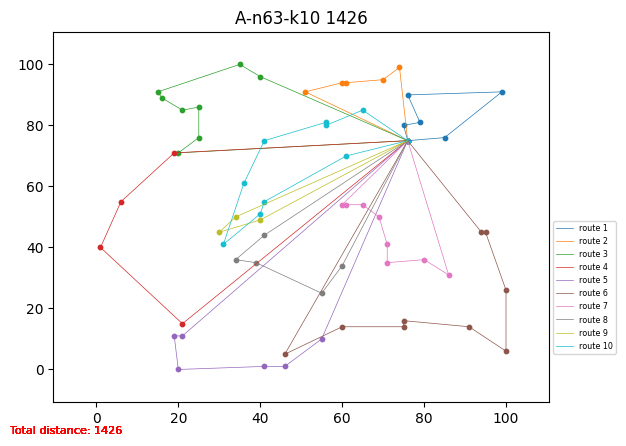 A-n63-k10 1426
100
80
60
40
20
0
0 20 40 60 80 100
route 1
route 2
route 3
route 4
route 5
route 6
route 7
route 8
route 9
route 10
Total distance: 1426